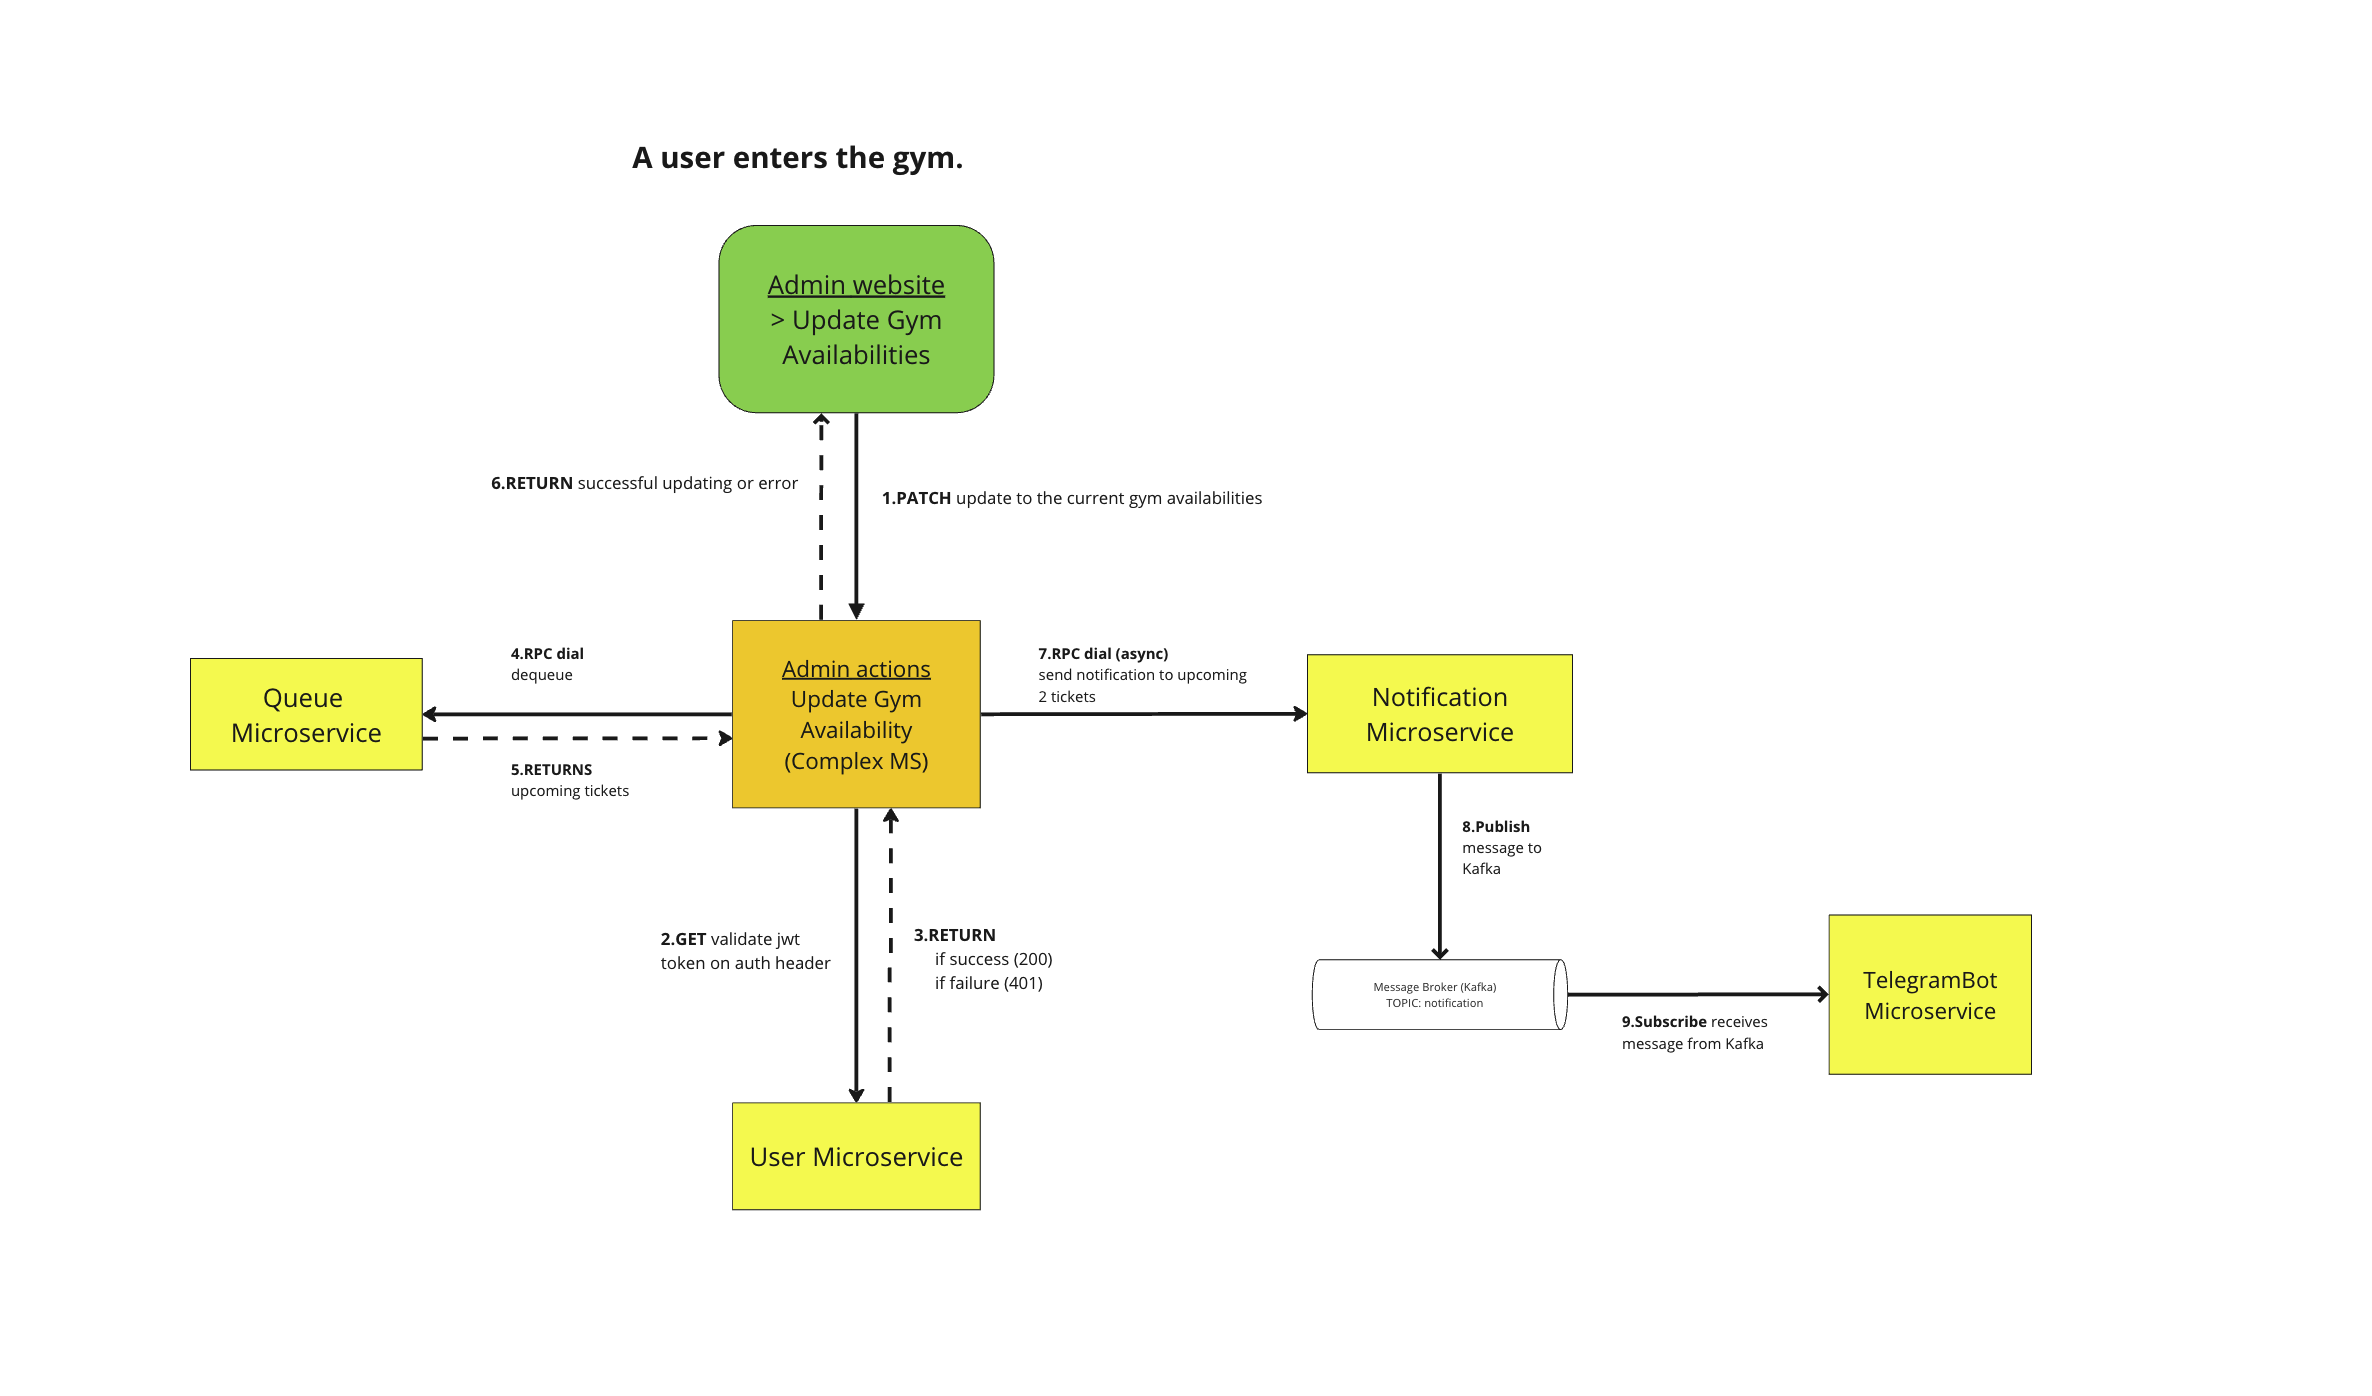 A user enters the gym.
Admin website
> Update Gym
Availabilities
6.RETURN successful updating or error
1.PATCH update to the current gym availabilities
4.RPC dial
dequeue
Queue
Microservice
5.RETURNS
upcoming tickets
Admin actions
Update Gym
Availability
(Complex MS)
7.RPC dial (async)
send notification to upcoming
2 tickets
Notification
Microservice
8.Publish
message to
Kafka
2.GET validate jwt
token on auth header
3.RETURN
if success (200)
if failure (401)
Message Broker (Kafka)
TOPIC: notification
9.Subscribe receives
message from Kafka
TelegramBot
Microservice
User Microservice